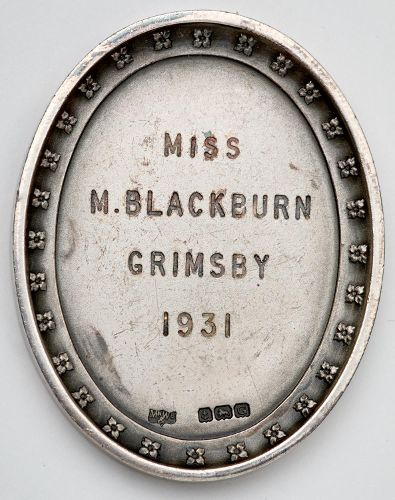 MISS
M. BLACKBURN
GRIMSBY
1931